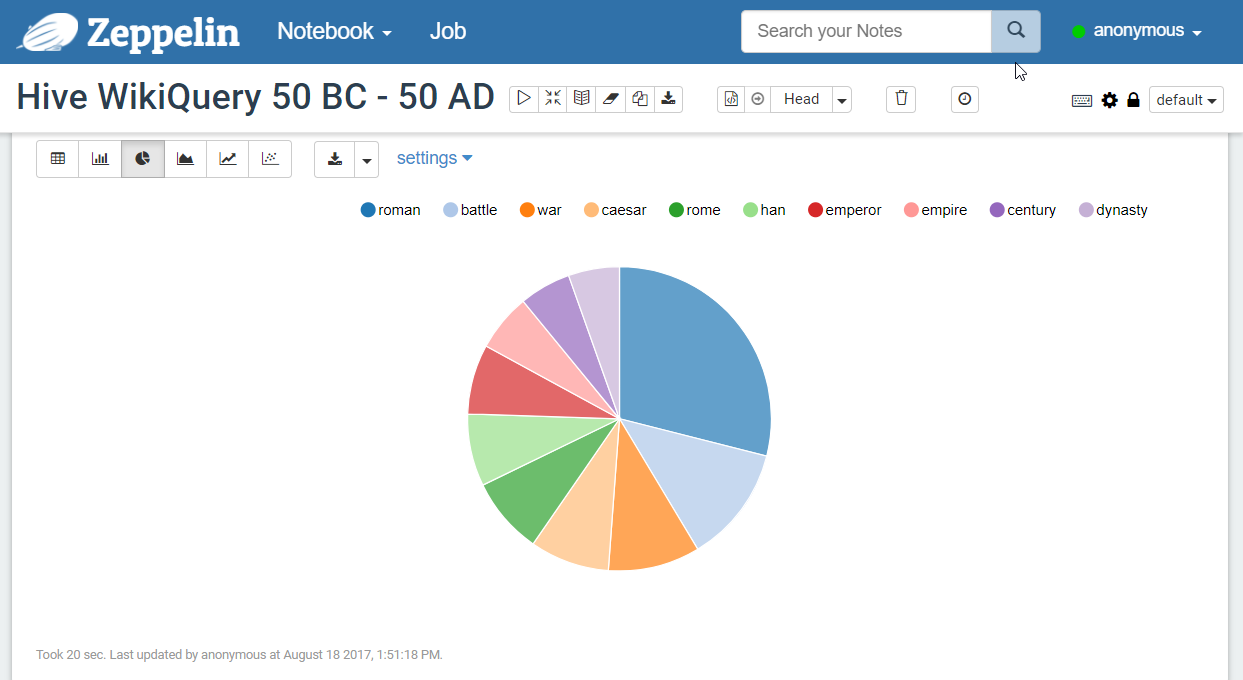 Zeppelin Notebook Job Search your Notes anonymous
Hive WikiQuery 50 BC - 50 AD Head default
settings
roman battle war caesar rome han emperor empire century dynasty
Took 20 sec. Last updated by anonymous at August 18 2017, 1:51:18 PM.